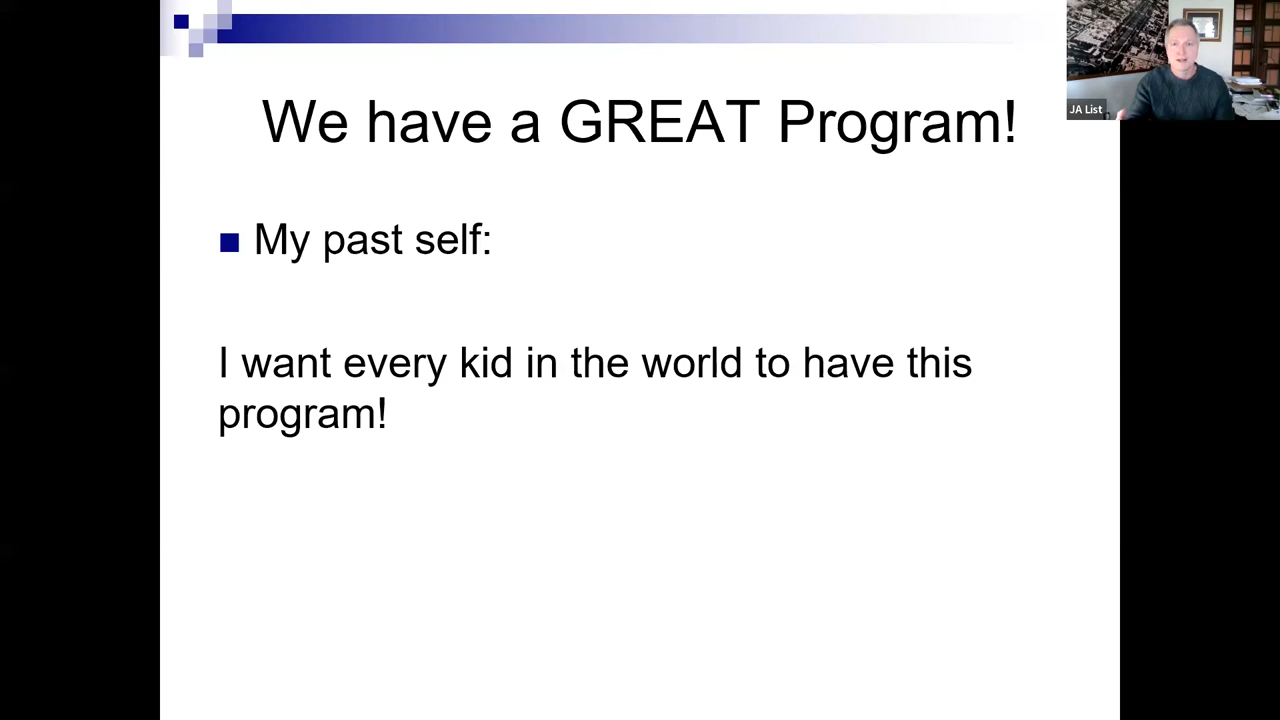 We have a GREAT Program!
JA List
My past self:
I want every kid in the world to have this
program!